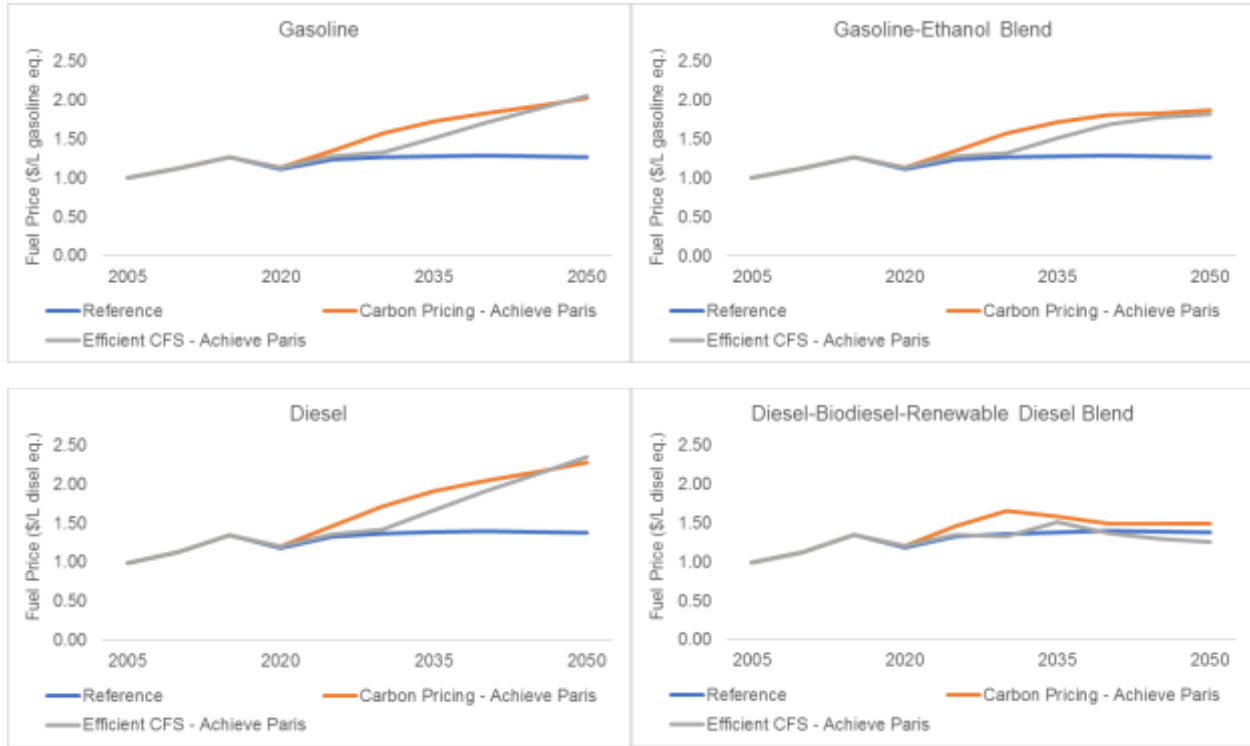 Gasoline
Fuel Price ($/L gasoline eq.)
2.50
2.00
1.50
1.00
0.50
0.00
2005 2020 2035 2050
Reference Carbon Pricing - Achieve Paris
Efficient CFS - Achieve Paris
Gasoline-Ethanol Blend
Fuel Price ($/L gasoline eq.)
2.50
2.00
1.50
1.00
0.50
0.00
2005 2020 2035 2050
Reference Carbon Pricing - Achieve Paris
Efficient CFS - Achieve Paris
Diesel
Fuel Price ($/L disel eq.)
2.50
2.00
1.50
1.00
0.50
0.00
2005 2020 2035 2050
Reference Carbon Pricing - Achieve Paris
Efficient CFS - Achieve Paris
Diesel-Biodiesel-Renewable Diesel Blend
Fuel Price ($/L disel eq.)
2.50
2.00
1.50
1.00
0.50
0.00
2005 2020 2035 2050
Reference Carbon Pricing - Achieve Paris
Efficient CFS - Achieve Paris